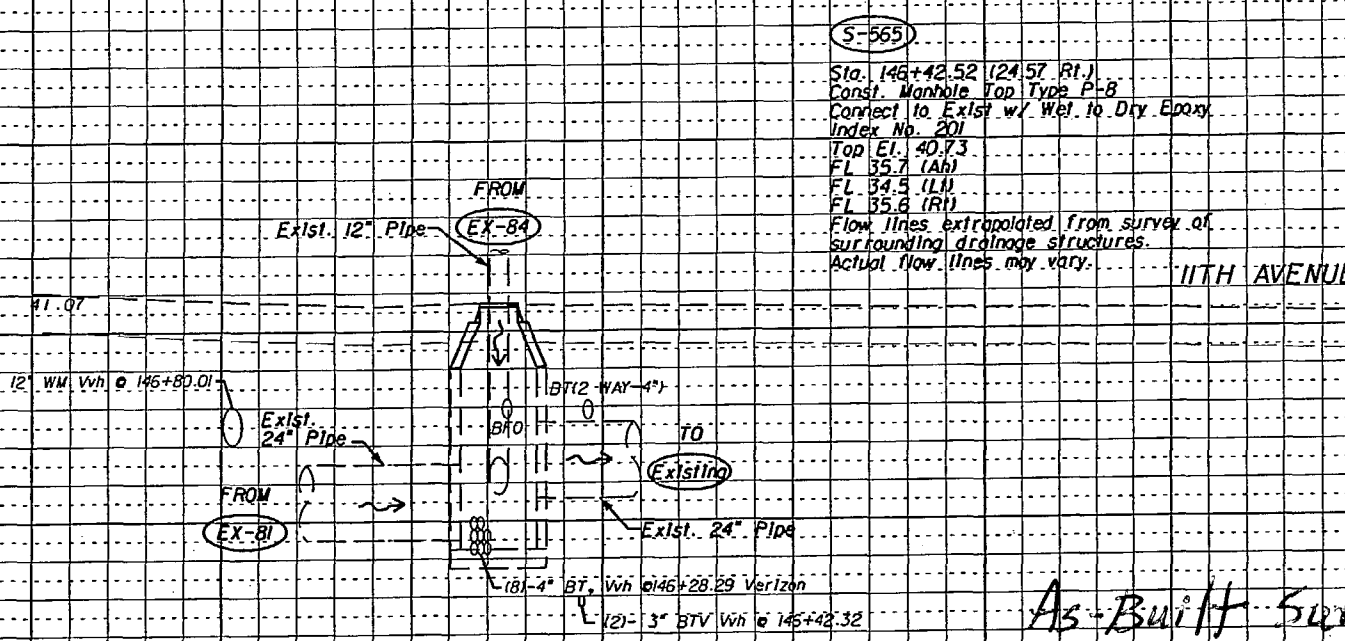 S-565
Sta. 146+42.52 (24.57 Rt.)
Const. Manhole Top Type P-8
Connect to Exist w/ Wet to Dry Epoxy
Index No. 201
Top El. 40.73
FL 35.7 (Ah)
FL 34.5 (Lt)
FL 35.6 (Rt)
Flow lines extrapolated from survey of
surrounding drainage structures.
Actual flow lines may vary.
11TH AVENUE
FROM
EX-84
Exist. 12" Pipe
41.07
12" WM Vvh @ 146+80.01
BT(2-WAY-4")
Exist.
24" Pipe
BFO
TO
Existing
FROM
EX-81
Exist. 24" Pipe
(8)-4" BT, Vvh @146+28.29 Verizon
(2)- 3" BTV Vvh @ 146+42.32
As-Built